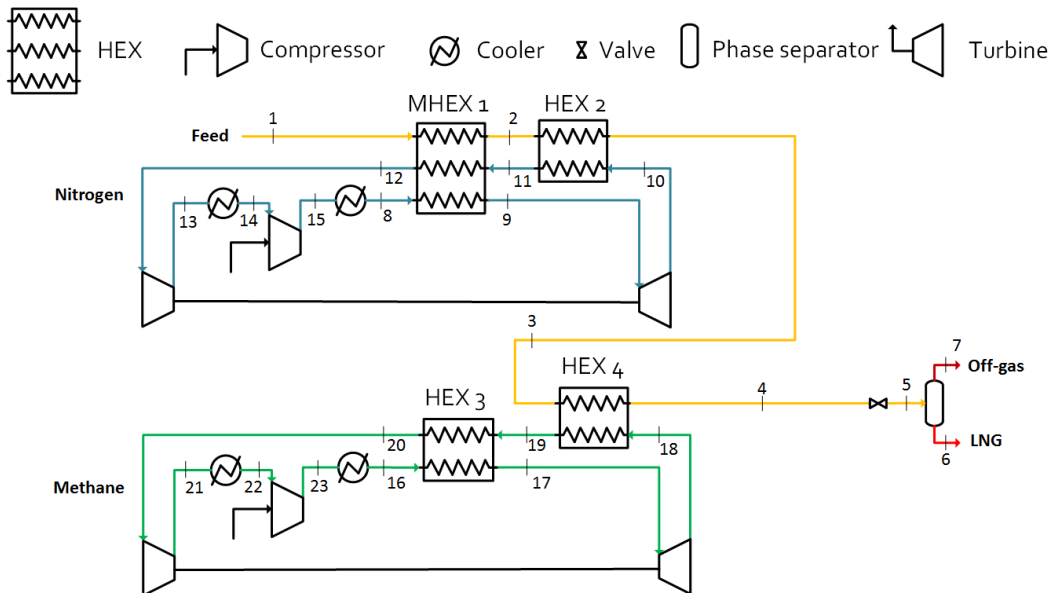 HEX
Compressor
Cooler
Valve
Phase separator
Turbine
MHEX 1
HEX 2
Feed
1
2
12
11
10
Nitrogen
13
14
15
8
9
3
HEX 4
7
Off-gas
HEX 3
4
5
20
19
18
LNG
6
Methane
21
22
23
16
17